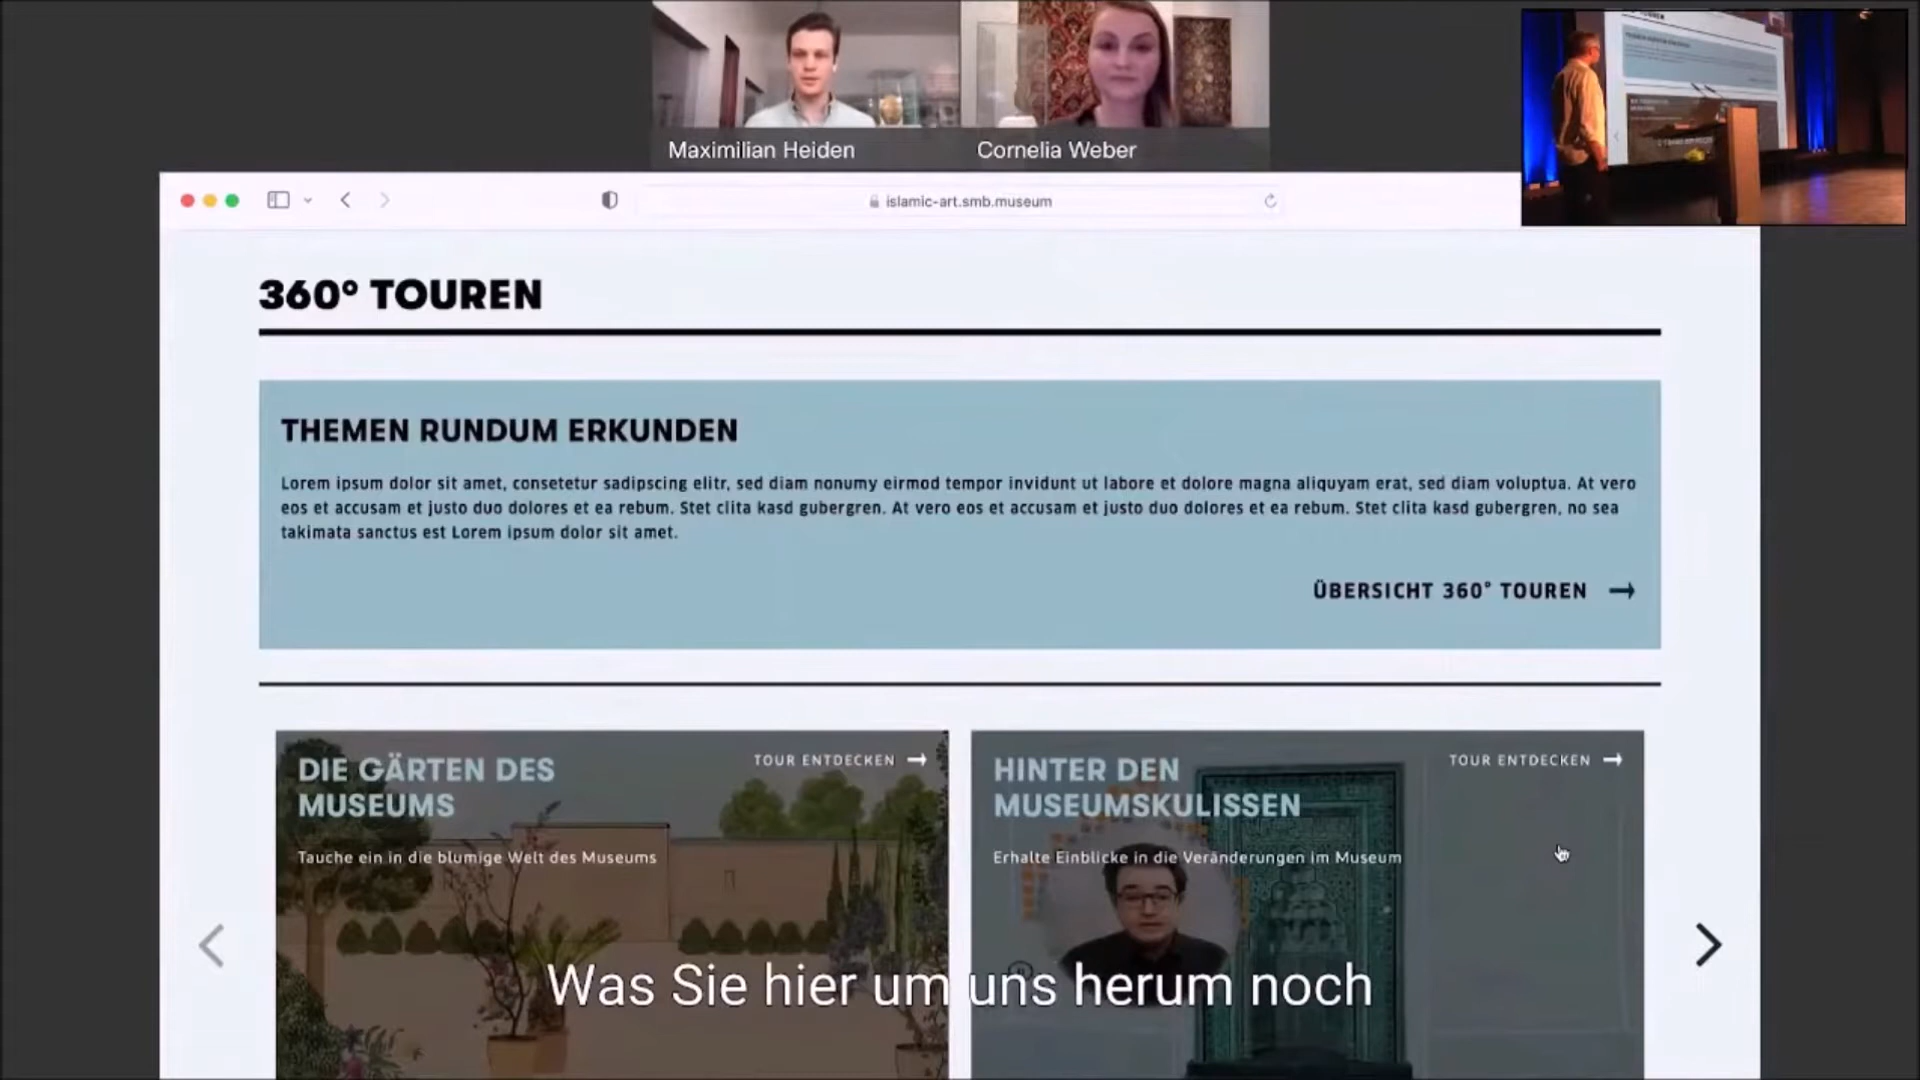 Maximilian Heiden
Cornelia Weber
islamic-art.smb.museum
360° TOUREN
THEMEN RUNDUM ERKUNDEN
Lorem ipsum dolor sit amet, consetetur sadipscing elitr, sed diam nonumy eirmod tempor invidunt ut labore et dolore magna aliquyam erat, sed diam voluptua. At vero
eos et accusam et justo duo dolores et ea rebum. Stet clita kasd gubergren. At vero eos et accusam et justo duo dolores et ea rebum. Stet clita kasd gubergren, no sea
takimata sanctus est Lorem ipsum dolor sit amet.
ÜBERSICHT 360° TOUREN
DIE GÄRTEN DES
MUSEUMS
TOUR ENTDECKEN
Tauche ein in die blumige Welt des Museums
HINTER DEN
MUSEUMSKULISSEN
TOUR ENTDECKEN
Erhalte Einblicke in die Veränderungen im Museum
Was Sie hier um uns herum noch